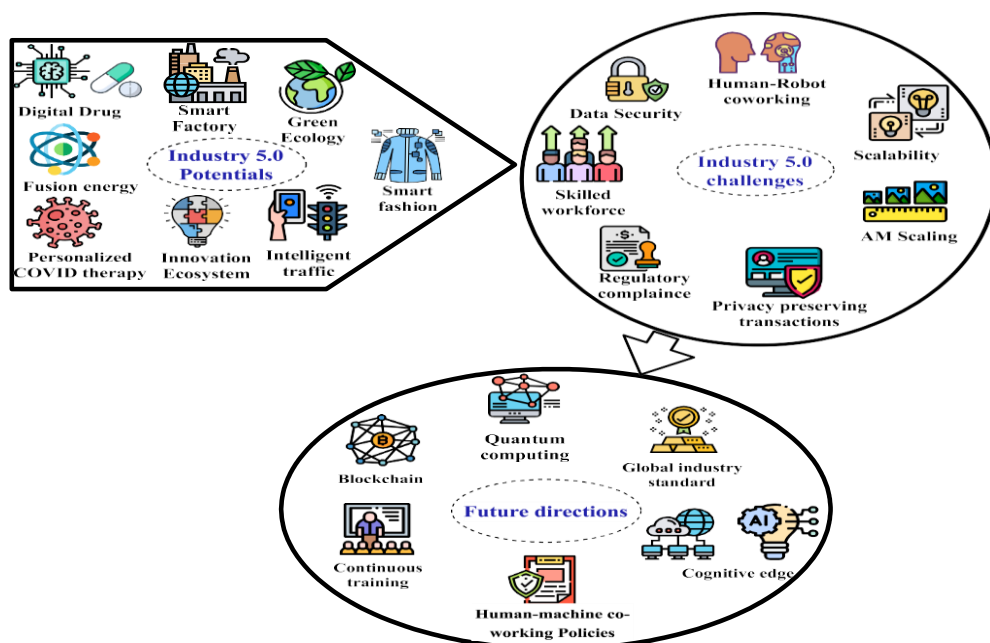 Digital Drug
Smart
Factory
Green
Ecology
Fusion energy
Industry 5.0
Potentials
Smart
fashion
Personalized
COVID therapy
Innovation
Ecosystem
Intelligent
traffic
Human-Robot
coworking
Data Security
Scalability
Industry 5.0
challenges
Skilled
workforce
AM Scaling
Regulatory
complaince
Privacy preserving
transactions
Quantum
computing
Blockchain
Global industry
standard
Future directions
AI
Continuous
training
Cognitive edge
Human-machine co-
working Policies